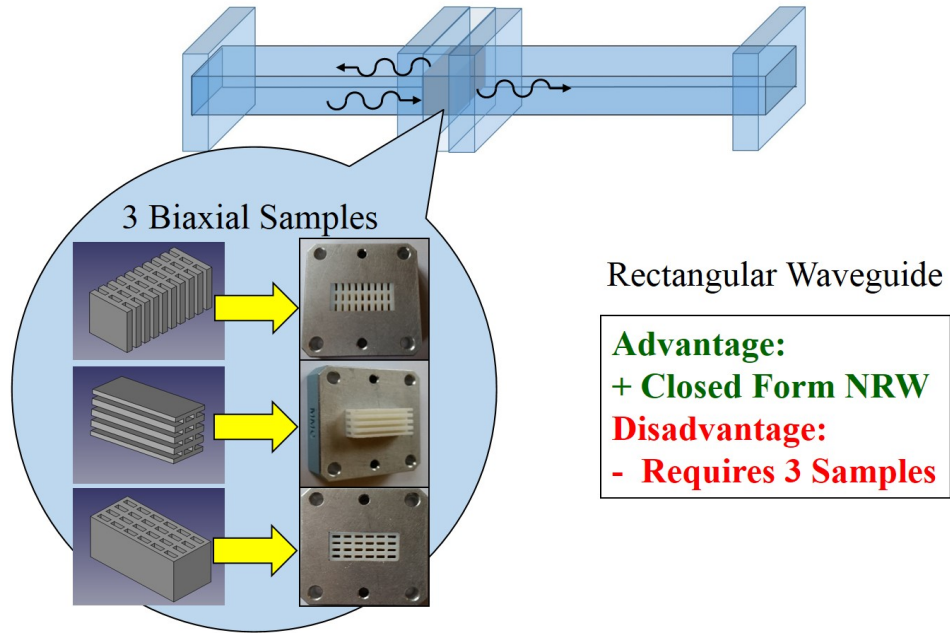 3 Biaxial Samples
Rectangular Waveguide
Advantage:
+ Closed Form NRW
Disadvantage:
- Requires 3 Samples